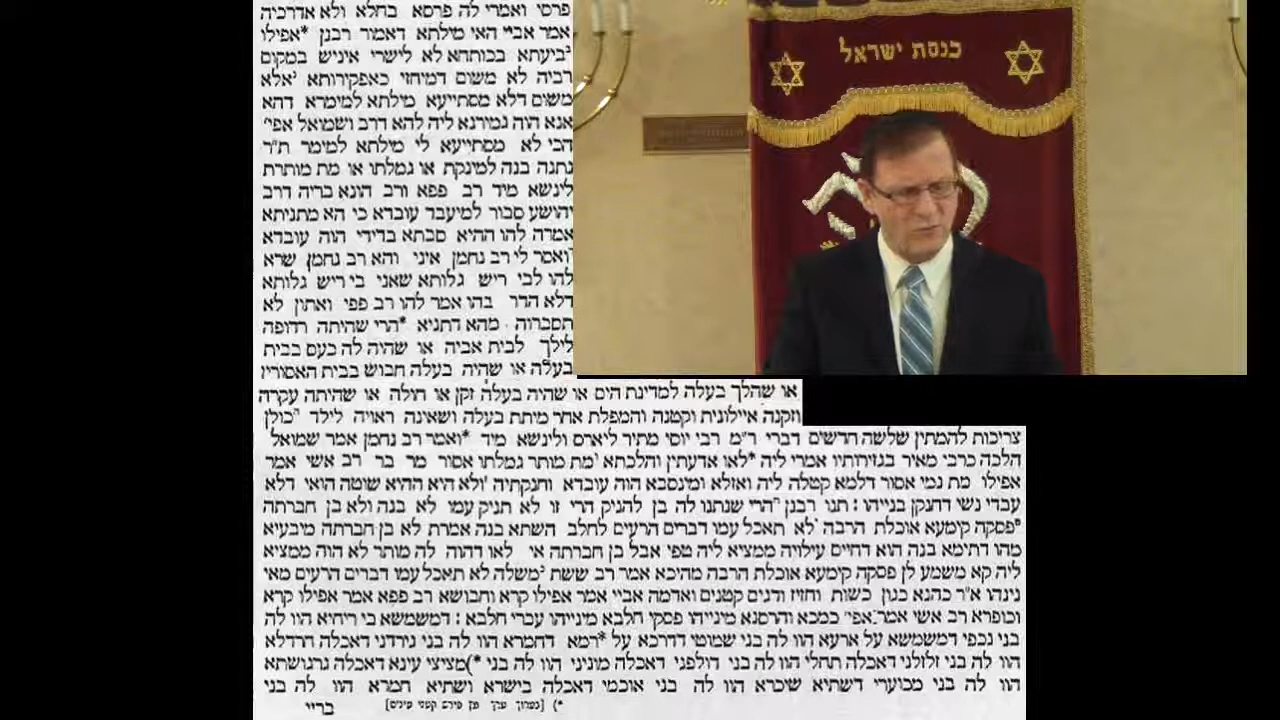 פרסי ואמרי לה פרסא בחלא ולא אדרכיה
אמר אביי האי מילתא דאמור רבנן *אפילו
ביעתא בכותחא לא לישרי איניש במקום
רביה לא משום דמיחזי כאפקירותא אלא
משום דלא מסתייעא מילתא למימרא דהא
אנא הוה גמירנא ליה להא דרב ושמואל אפי'
הכי לא מסתייעא לי מילתא למימר ת"ר
נתנה בנה למינקת או גמלתו או מת מותרת
לינשא מיד רב פפא ורב הונא בריה דרב
יהושע סבור למיעבד עובדא כי הא מתניתא
אמרה להו ההיא סבתא בדידי הוה עובדא
ואסר לי רב נחמן איני והא רב נחמן שרא
להו לבי ריש גלותא שאני בי ריש גלותא
דלא הדר בהו אמר להו רב פפי ואתון לא
תסברוה מהא דתניא *הרי שהיתה רדופה
לילך לבית אביה או שהיה לה כעס בבית
בעלה או שהיה בעלה חבוש בבית האסורין
או שהלך בעלה למדינת הים או שהיה בעלה זקן או חולה או שהיתה עקרה
וזקנה איילונית וקטנה והמפלת אחר מיתת בעלה ושאינה ראויה לילד כולן
צריכות להמתין שלשה חדשים דברי ר"מ רבי יוסי מתיר ליארס ולינשא מיד *ואמר רב נחמן אמר שמואל
הלכה כרבי מאיר בגזירותיו אמרי ליה *לאו אדעתין והלכתא מת מותר גמלתו אסור מר בר רב אשי אמר
אפילו מת נמי אסור דלמא קטלה ליה ואזלא ומינסבא הוה עובדא וחנקתיה ולא היא ההיא שוטה הואי דלא
עבדי נשי דחנקן בנייהו: תנו רבנן הרי שנתנו לה בן להניק הרי זו לא תניק עמו לא בנה ולא בן חברתה
פסקה קימעא אוכלת הרבה לא תאכל עמו דברים הרעים לחלב השתא בנה אמרת לא בן חברתה מיבעיא
מהו דתימא בנה הוא דחייס עילויה ממציא ליה טפי אבל בן חברתה אי לאו דהוה לה מותר לא הוה ממציא
ליה קא משמע לן פסקה קימעא אוכלת הרבה מהיכא אמר רב ששת משלה לא תאכל עמו דברים הרעים מאי
נינהו א"ר כהנא כגון כשות וחזיז ודגים קטנים ואדמה אביי אמר אפילו קרא וחבושא רב פפא אמר אפילו קרא
וכופרא רב אשי אמר אפי' כמכא והרסנא מינייהו פסקי חלבא מינייהו עכרי חלבא: דמשמשא בי ריחיא הוו לה
בני נכפי דמשמשא על ארעא הוו לה בני שמוטי דדרכא על *רמא דחמרא הוו לה בני גירדני דאכלה חרדלא
הוו לה בני זלזלני דאכלה תחלי הוו לה בני דולפני דאכלה מוניני הוו לה בני *)מציצי עינא דאכלה גרגושתא
הוו לה בני מכוערי דשתיא שכרא הוו לה בני אוכמי דאכלה בישרא ושתיא חמרא הוו לה בני
בריי
כנסת ישראל